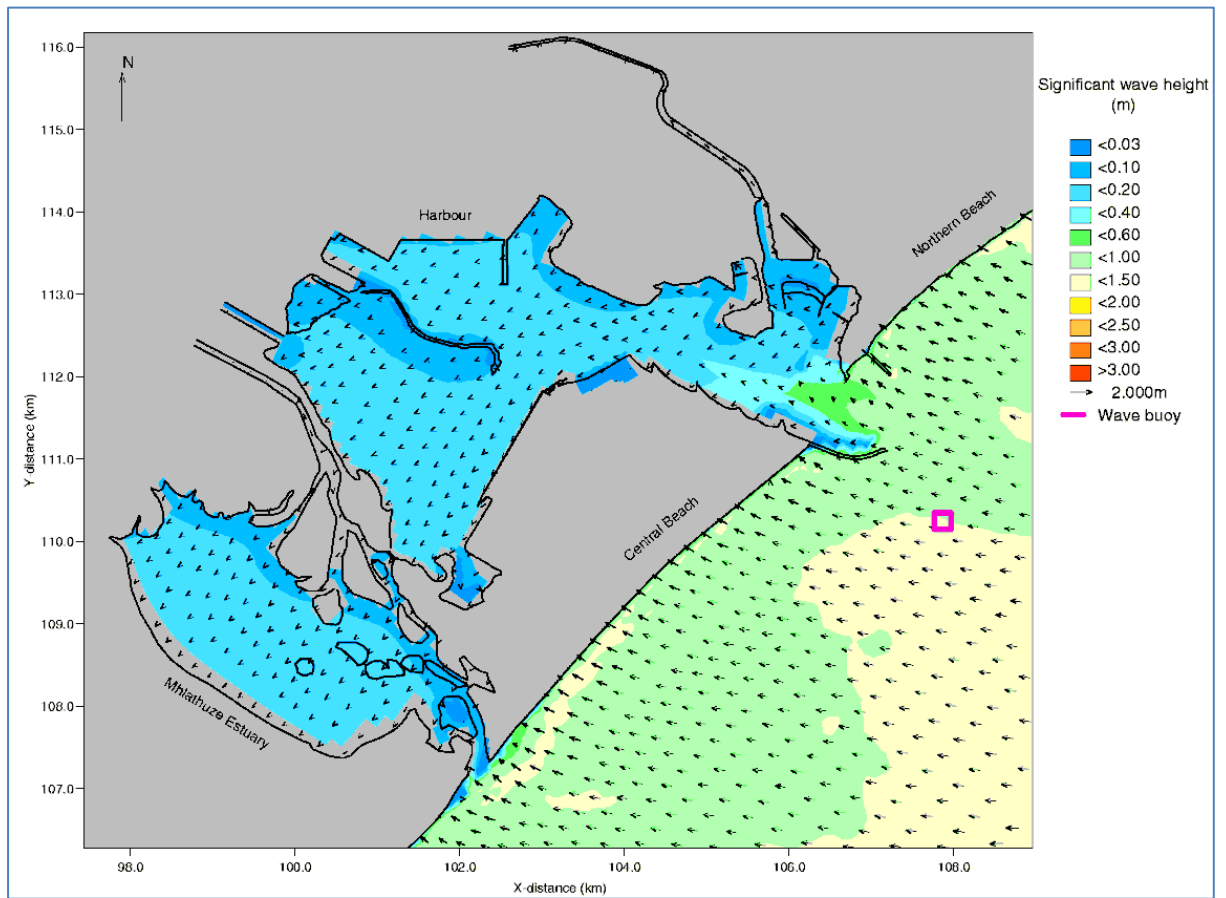 116.0
115.0
114.0
113.0
112.0
111.0
110.0
109.0
108.0
107.0
Y-distance (km)
N
Harbour
Northern Beach
Central Beach
Mhlathuze Estuary
98.0
100.0
102.0
104.0
106.0
108.0
X-distance (km)
Significant wave height
(m)
<0.03
<0.10
<0.20
<0.40
<0.60
<1.00
<1.50
<2.00
<2.50
<3.00
>3.00
2.000m
Wave buoy